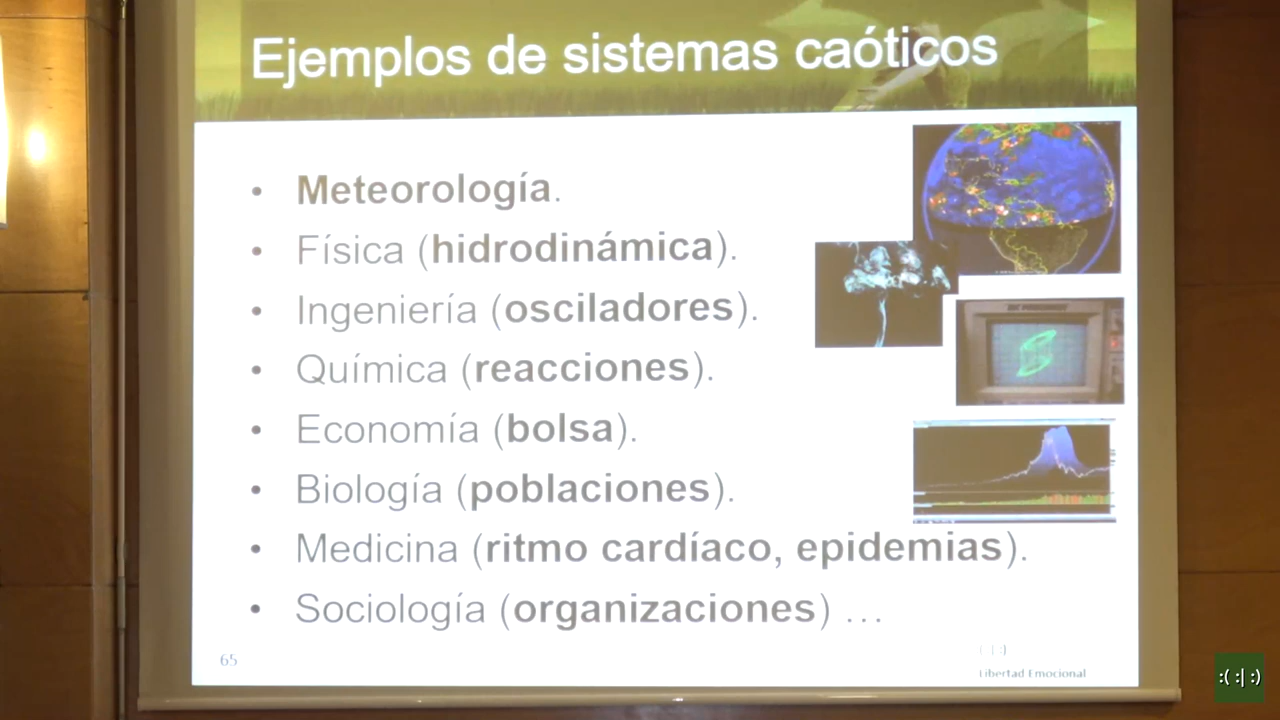 Ejemplos de sistemas caóticos
• Meteorología.
• Física (hidrodinámica).
• Ingeniería (osciladores).
• Química (reacciones).
• Economía (bolsa).
• Biología (poblaciones).
• Medicina (ritmo cardíaco, epidemias).
• Sociología (organizaciones) ...
65
( |:)
Libertad Emocional
:( :| :)